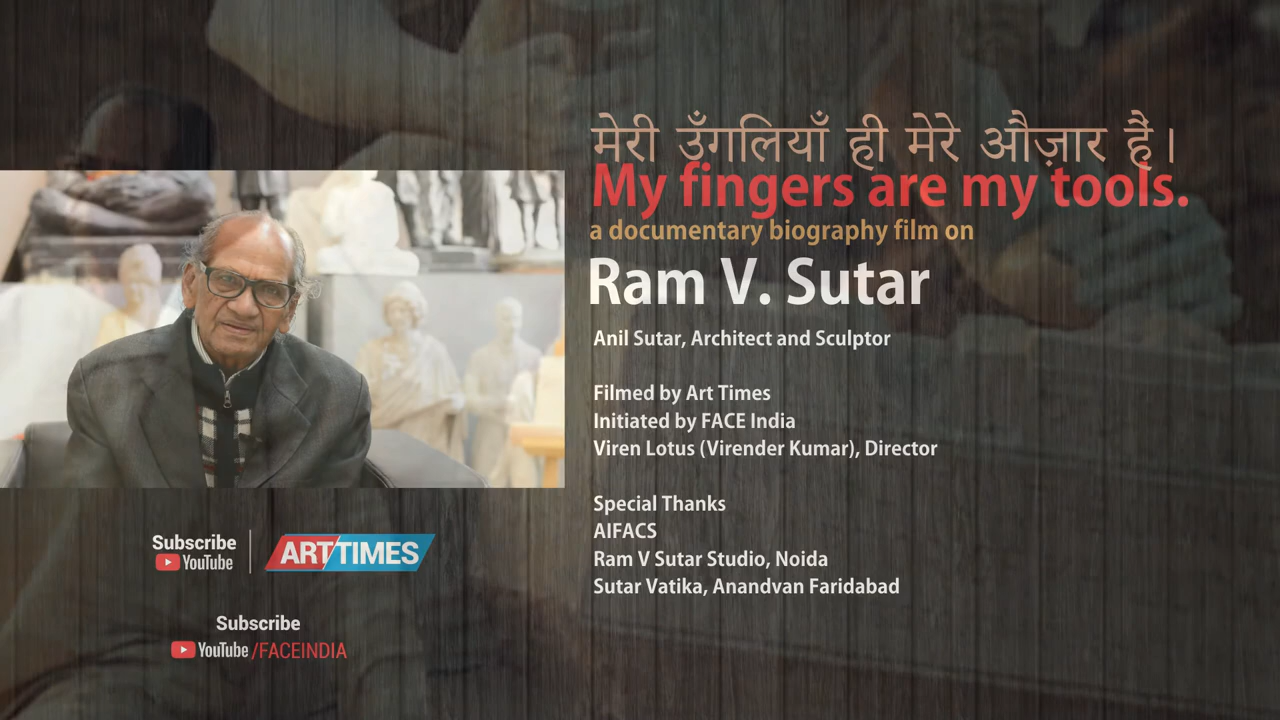 मेरी उँगलियाँ ही मेरे औज़ार हैं।
My fingers are my tools.
a documentary biography film on
Ram V. Sutar
Anil Sutar, Architect and Sculptor
Filmed by Art Times
Initiated by FACE India
Viren Lotus (Virender Kumar), Director
Special Thanks
AIFACS
Ram V Sutar Studio, Noida
Sutar Vatika, Anandvan Faridabad
Subscribe
YouTube
ART TIMES
Subscribe
YouTube /FACEINDIA